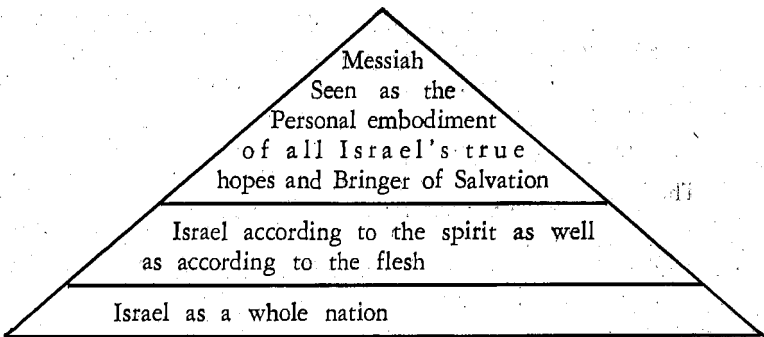 Messiah
Seen as the
Personal embodiment
of all Israel's true
hopes and Bringer of Salvation
Israel according to the spirit as well
as according to the flesh
Israel as a whole nation